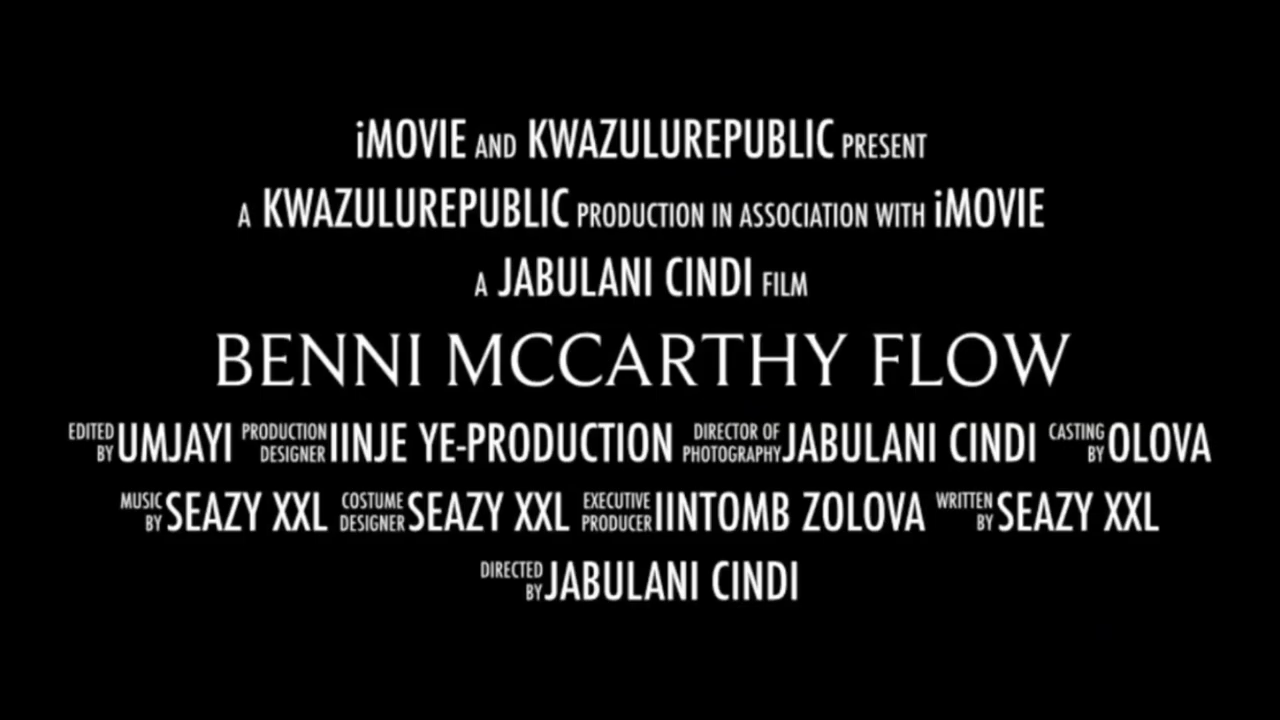 iMOVIE AND KWAZULUREPUBLIC PRESENT
A KWAZULUREPUBLIC PRODUCTION IN ASSOCIATION WITH iMOVIE
A JABULANI CINDI FILM
BENNI MCCARTHY FLOW
EDITED BY UMJAYI PRODUCTION DESIGNER IINJE YE-PRODUCTION DIRECTOR OF PHOTOGRAPHY JABULANI CINDI CASTING BY OLOVA
MUSIC BY SEAZY XXL COSTUME DESIGNER SEAZY XXL EXECUTIVE PRODUCER IINTOMB ZOLOVA WRITTEN BY SEAZY XXL
DIRECTED BY JABULANI CINDI